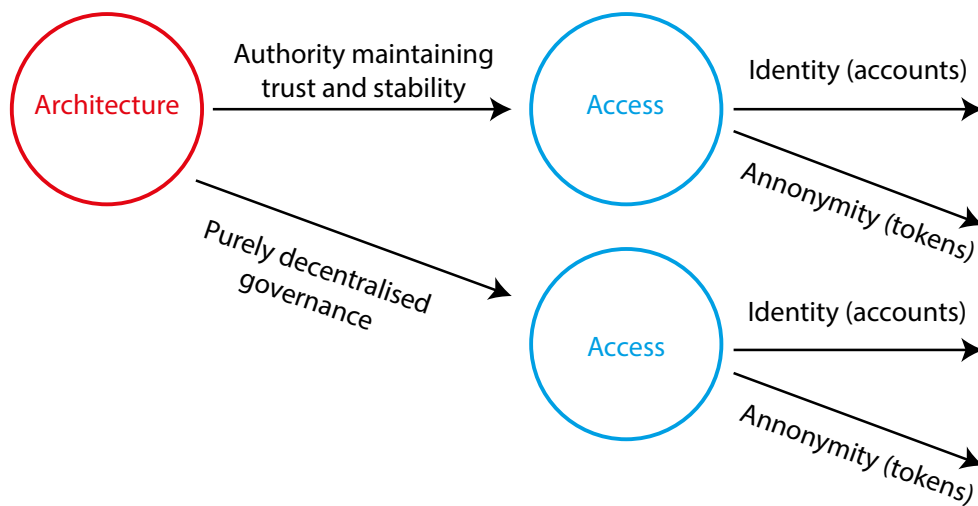 Authority maintaining
trust and stability
Architecture
Access
Identity (accounts)
Annonymity (tokens)
Purely decentralised
governance
Access
Identity (accounts)
Annonymity (tokens)